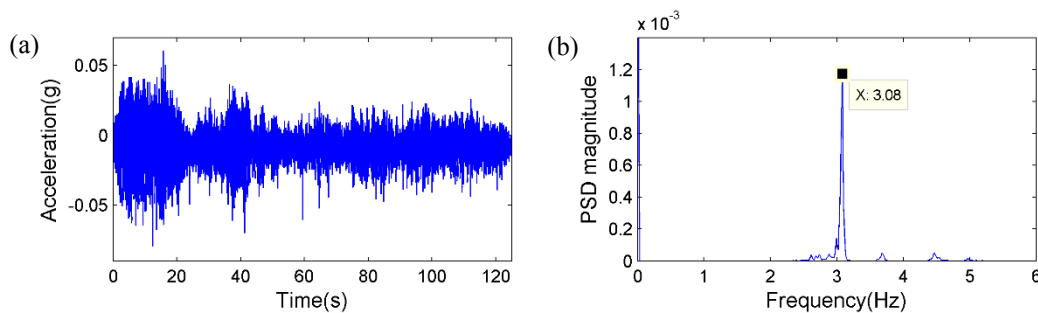 (a)
Acceleration(g)
0.05
0
-0.05
0 20 40 60 80 100 120
Time(s)
(b)
x 10-3
PSD magnitude
1.2
1
0.8
0.6
0.4
0.2
0
X: 3.08
0 1 2 3 4 5 6
Frequency(Hz)